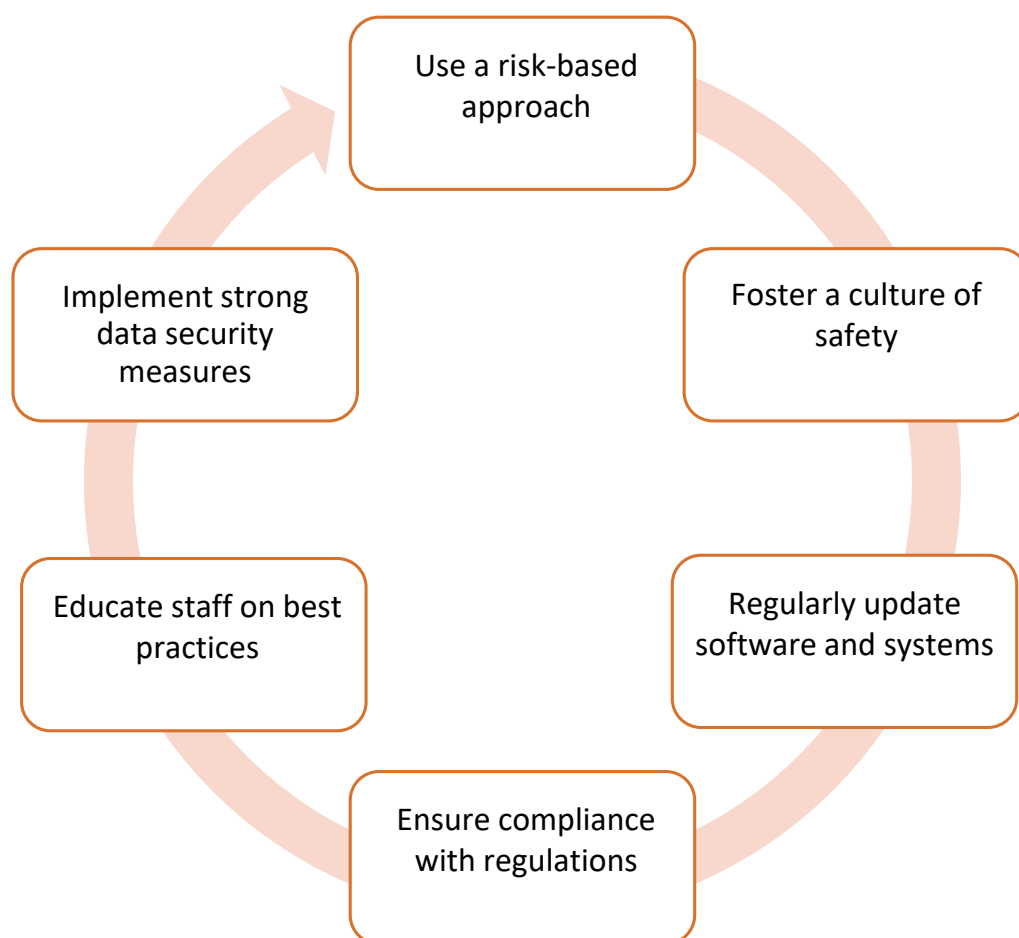 Use a risk-based
approach
Foster a culture of
safety
Regularly update
software and systems
Ensure compliance
with regulations
Educate staff on best
practices
Implement strong
data security
measures